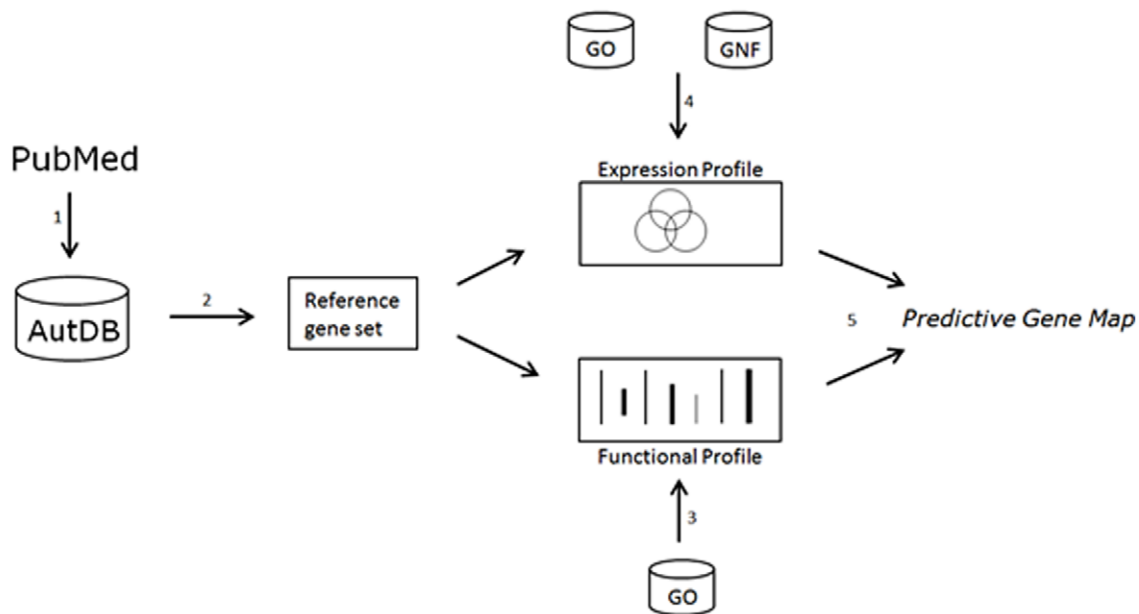 GO
GNF
4
PubMed
Expression Profile
1
2
AutDB
Reference
gene set
5
Predictive Gene Map
Functional Profile
3
GO